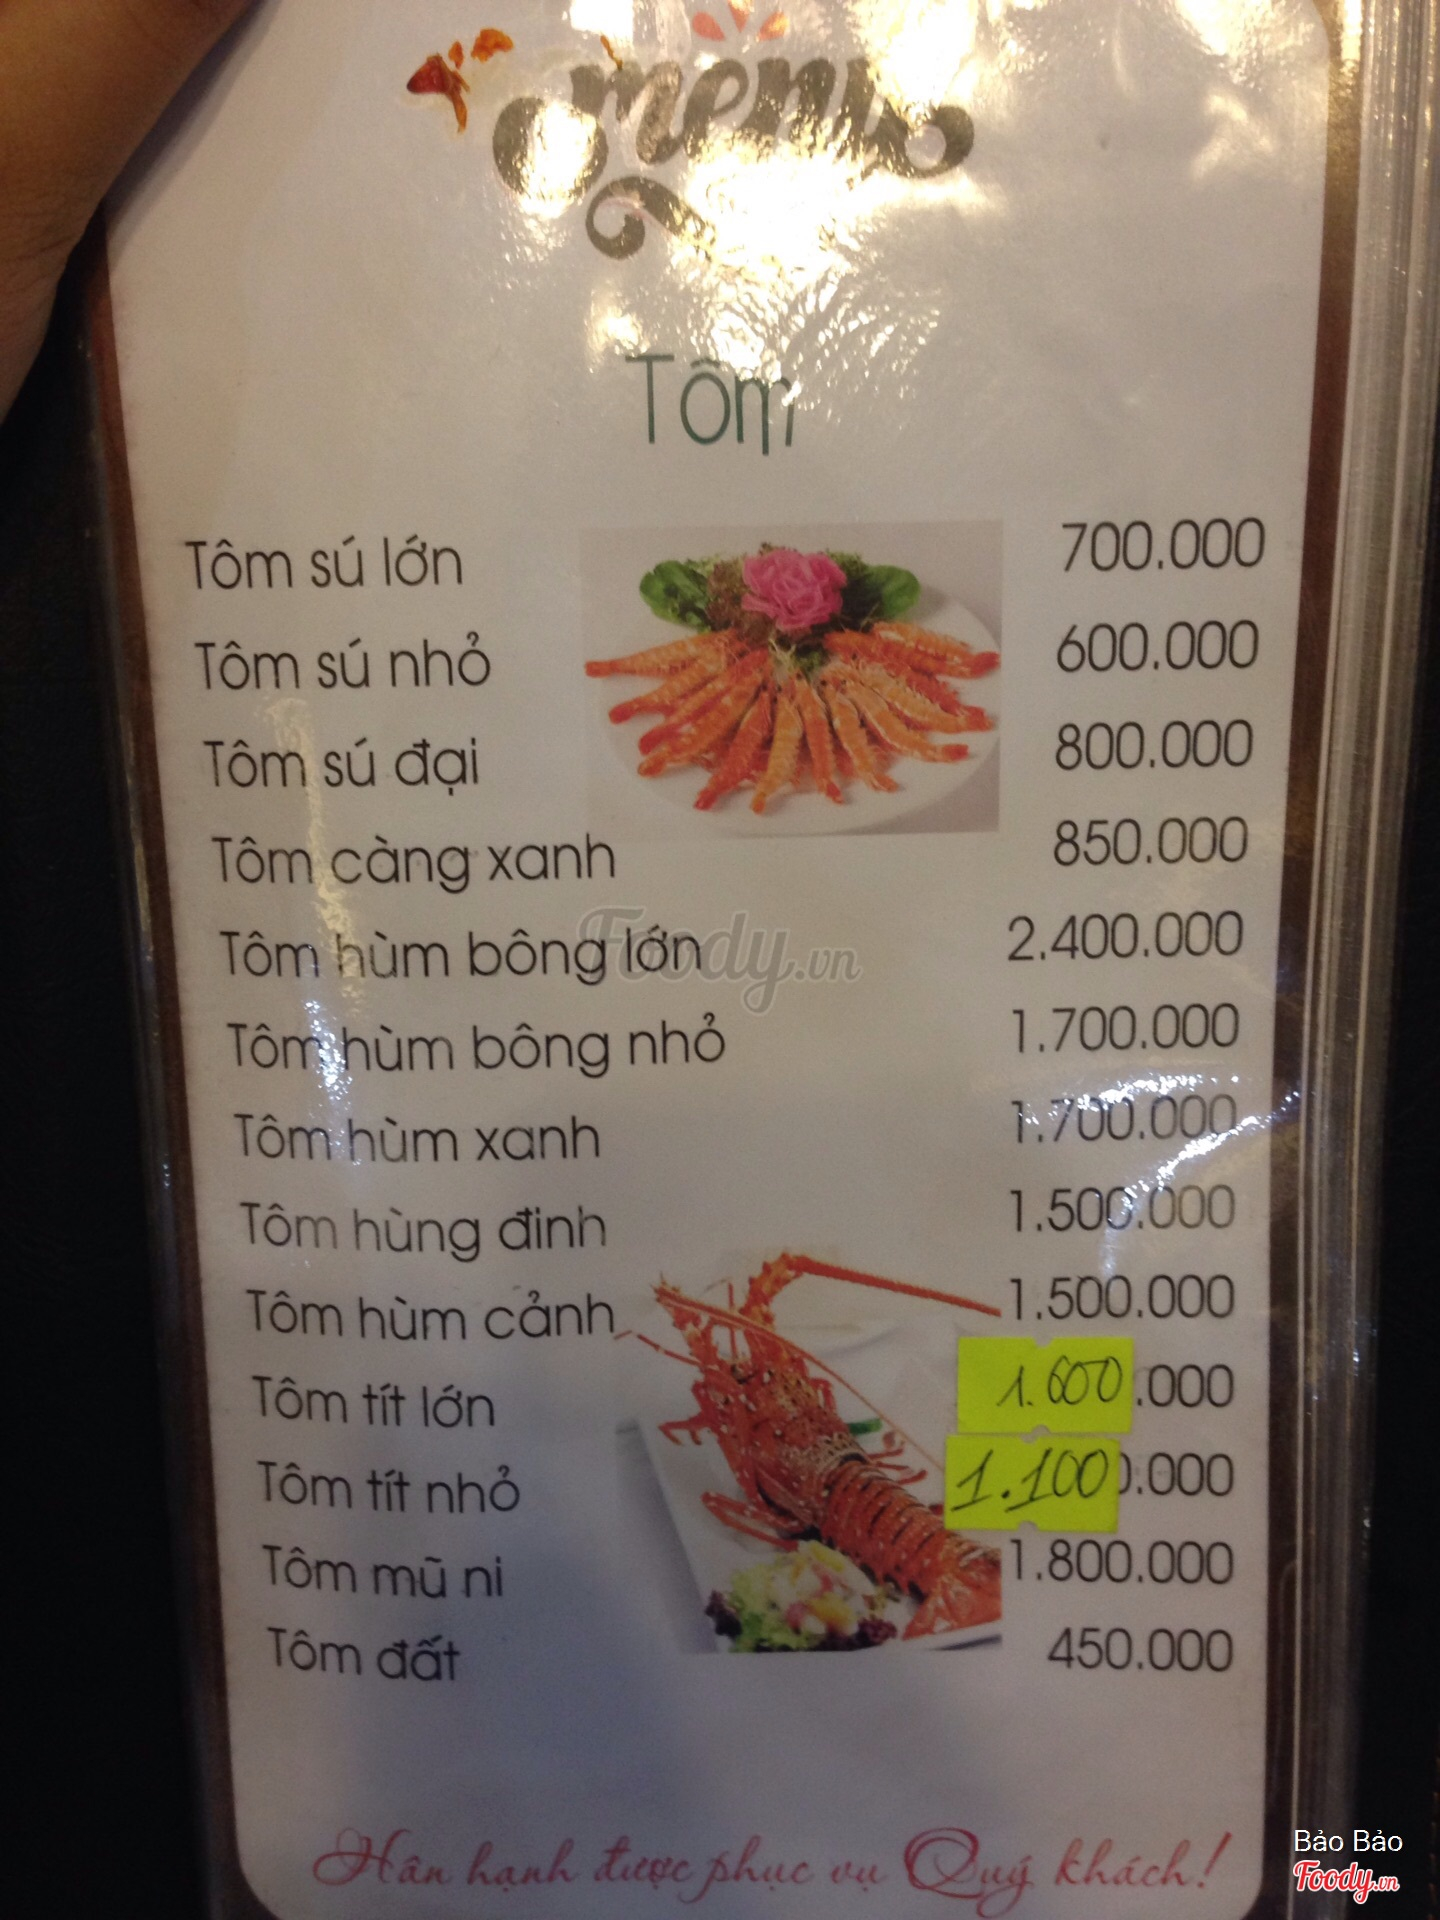 menu
Tôm
Tôm sú lớn 700.000
Tôm sú nhỏ 600.000
Tôm sú đại 800.000
Tôm càng xanh 850.000
Tôm hùm bông lớn 2.400.000
Foody.vn
Tôm hùm bông nhỏ 1.700.000
Tôm hùm xanh 1.700.000
Tôm hùng đinh 1.500.000
Tôm hùm cảnh 1.500.000
Tôm tít lớn 1.600.000
Tôm tít nhỏ 1.100 0.000
Tôm mũ ni 1.800.000
Tôm đất 450.000
Hân hạnh được phục vụ Quý khách!
Bảo Bảo
Foody.vn